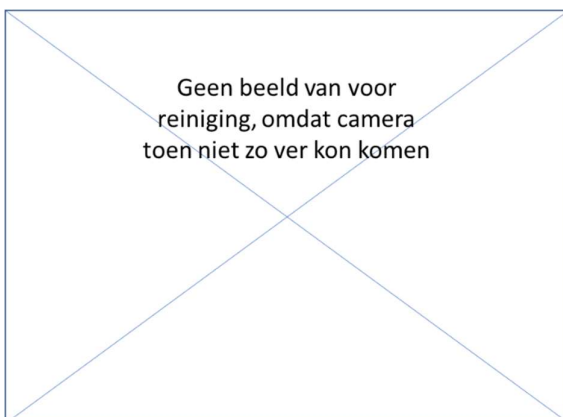 Geen beeld van voor
reiniging, omdat camera
toen niet zo ver kon komen